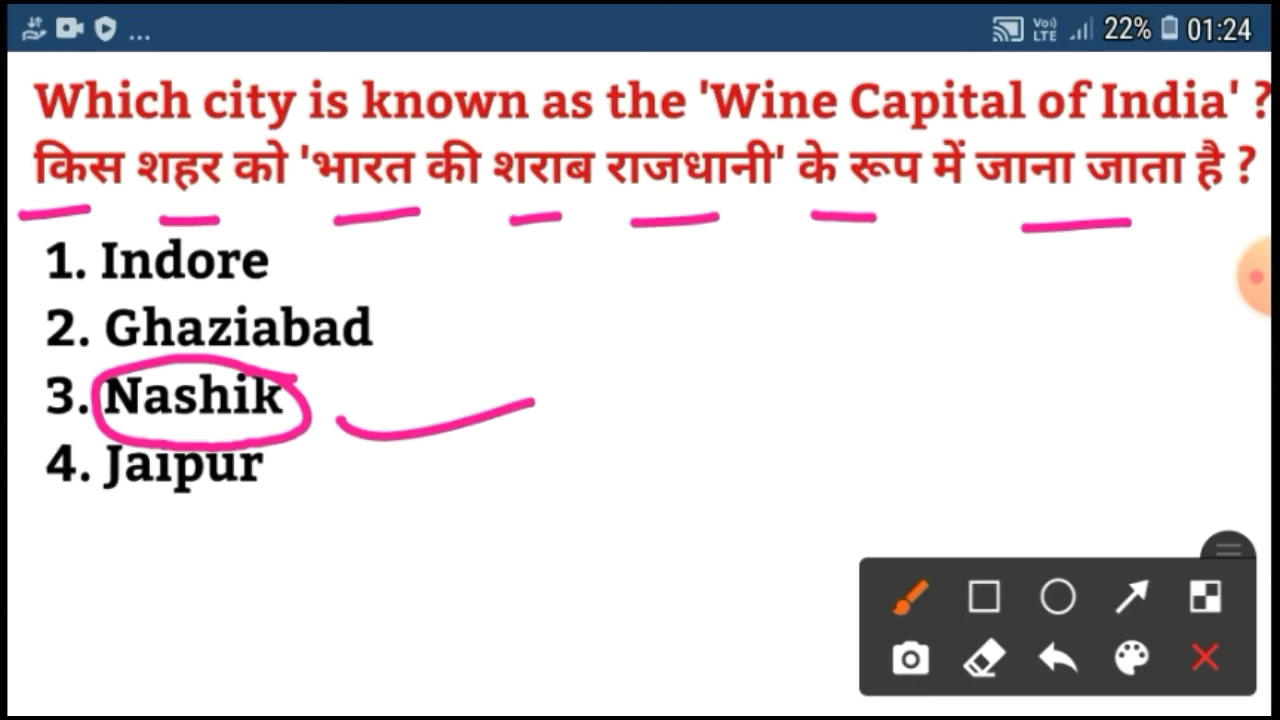 ... 22% 01:24
Which city is known as the 'Wine Capital of India' ?
किस शहर को 'भारत की शराब राजधानी' के रूप में जाना जाता है ?
1. Indore
2. Ghaziabad
3. Nashik
4. Jaipur